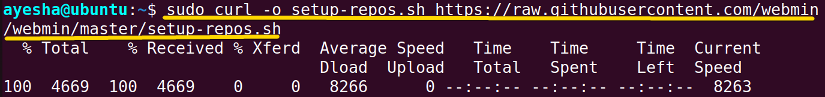 ayesha@ubuntu:~$ sudo curl -o setup-repos.sh https://raw.githubusercontent.com/webmin
/webmin/master/setup-repos.sh
  % Total    % Received % Xferd  Average Speed   Time    Time     Time  Current
                                 Dload  Upload   Total   Spent    Left  Speed
100  4669  100  4669    0     0   8266      0 --:--:-- --:--:-- --:--:--  8263